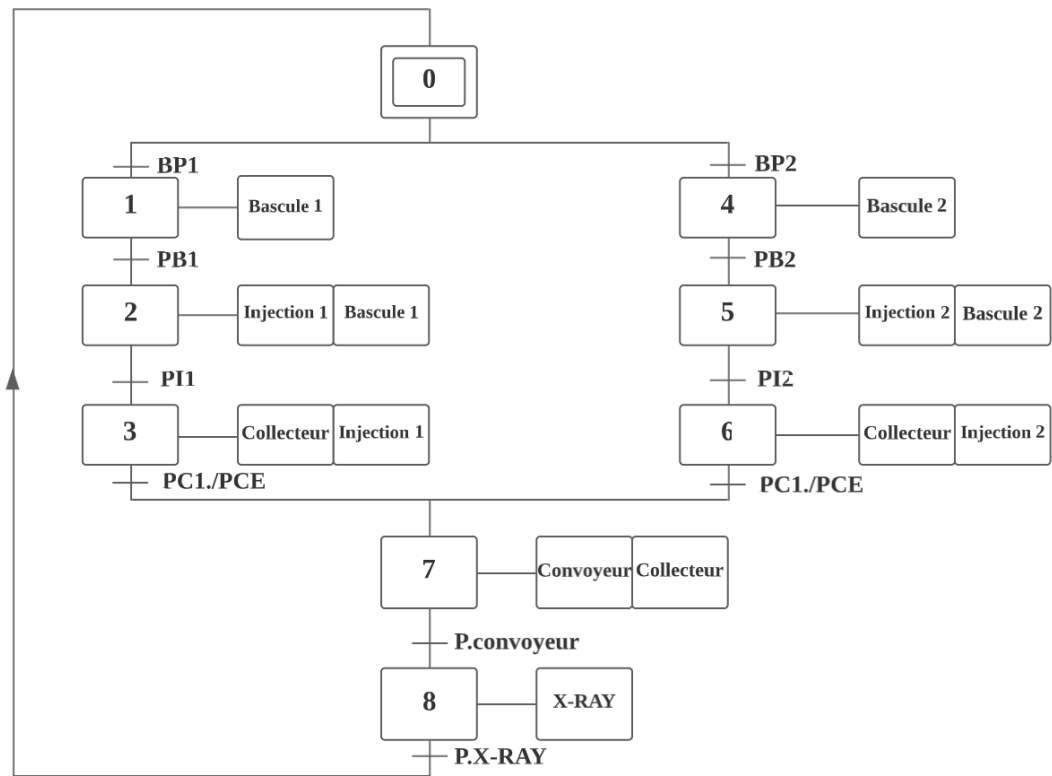 0
BP1
BP2
1
Bascule 1
4
Bascule 2
PB1
PB2
2
Injection 1
Bascule 1
5
Injection 2
Bascule 2
PI1
PI2
3
Collecteur
Injection 1
6
Collecteur
Injection 2
PC1./PCE
PC1./PCE
7
Convoyeur
Collecteur
P.convoyeur
8
X-RAY
P.X-RAY